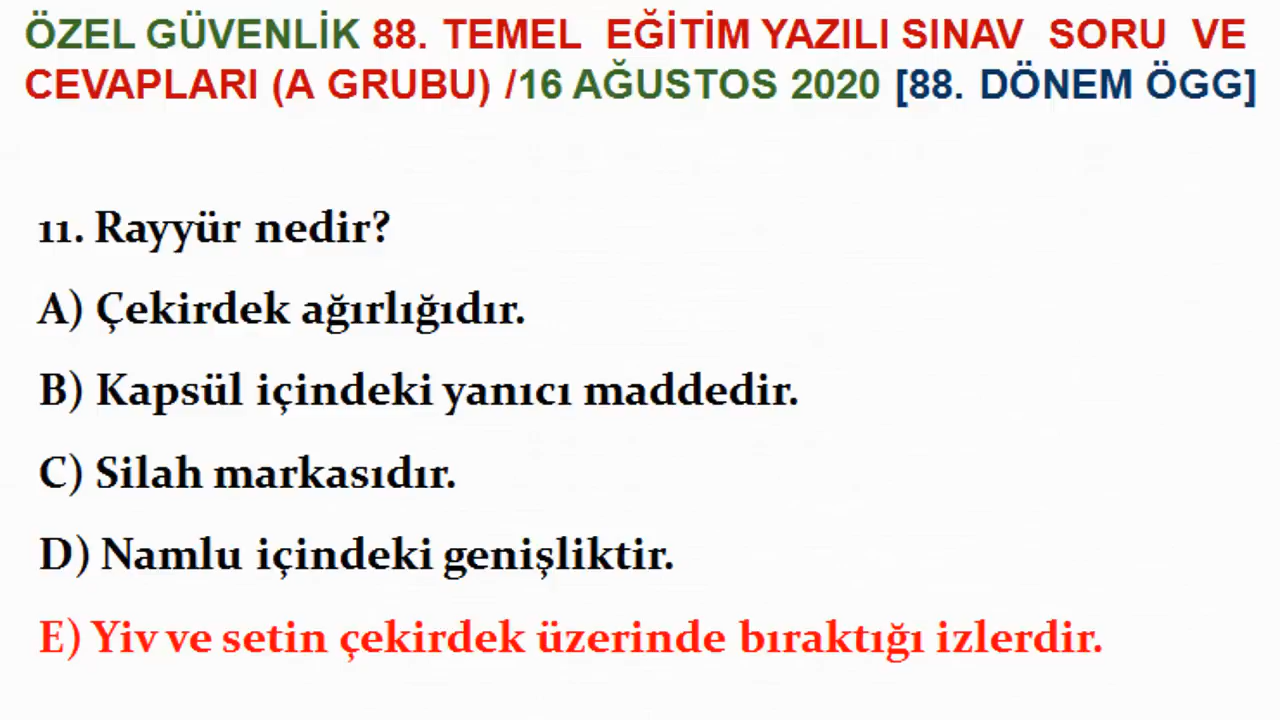 ÖZEL GÜVENLİK 88. TEMEL EĞİTİM YAZILI SINAV SORU VE
CEVAPLARI (A GRUBU) /16 AĞUSTOS 2020 [88. DÖNEM ÖGG]
11. Rayyür nedir?
A) Çekirdek ağırlığıdır.
B) Kapsül içindeki yanıcı maddedir.
C) Silah markasıdır.
D) Namlu içindeki genişliktir.
E) Yiv ve setin çekirdek üzerinde bıraktığı izlerdir.